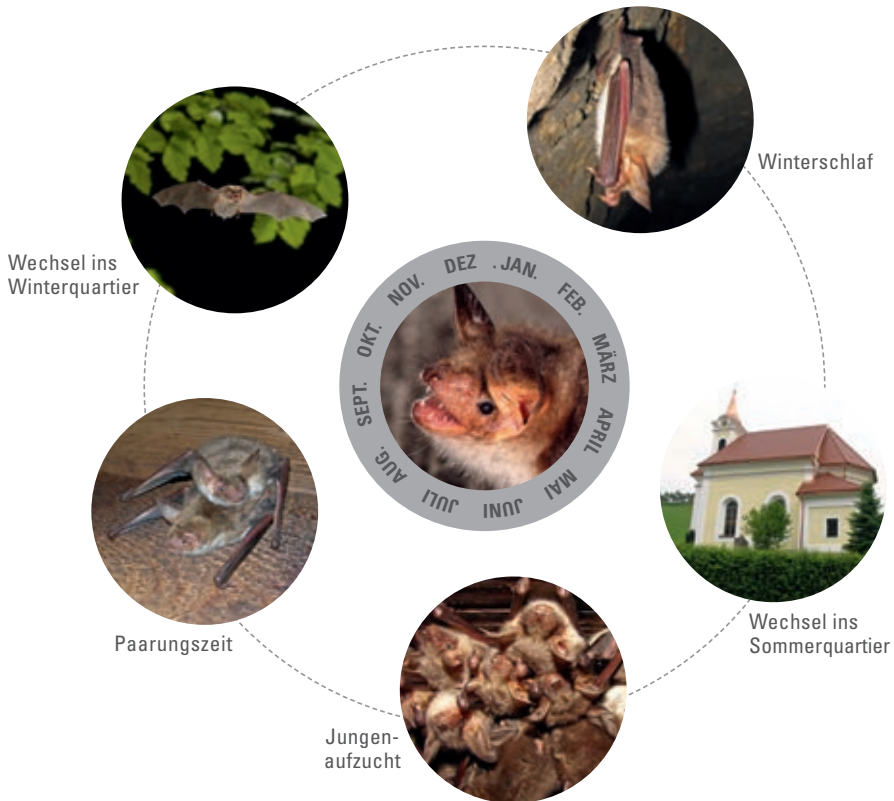 Winterschlaf
Wechsel ins
Winterquartier
DEZ . JAN. FEB. MÄRZ APRIL MAI JUNI JULI AUG. SEPT. OKT. NOV.
Wechsel ins
Sommerquartier
Paarungszeit
Jungen-
aufzucht